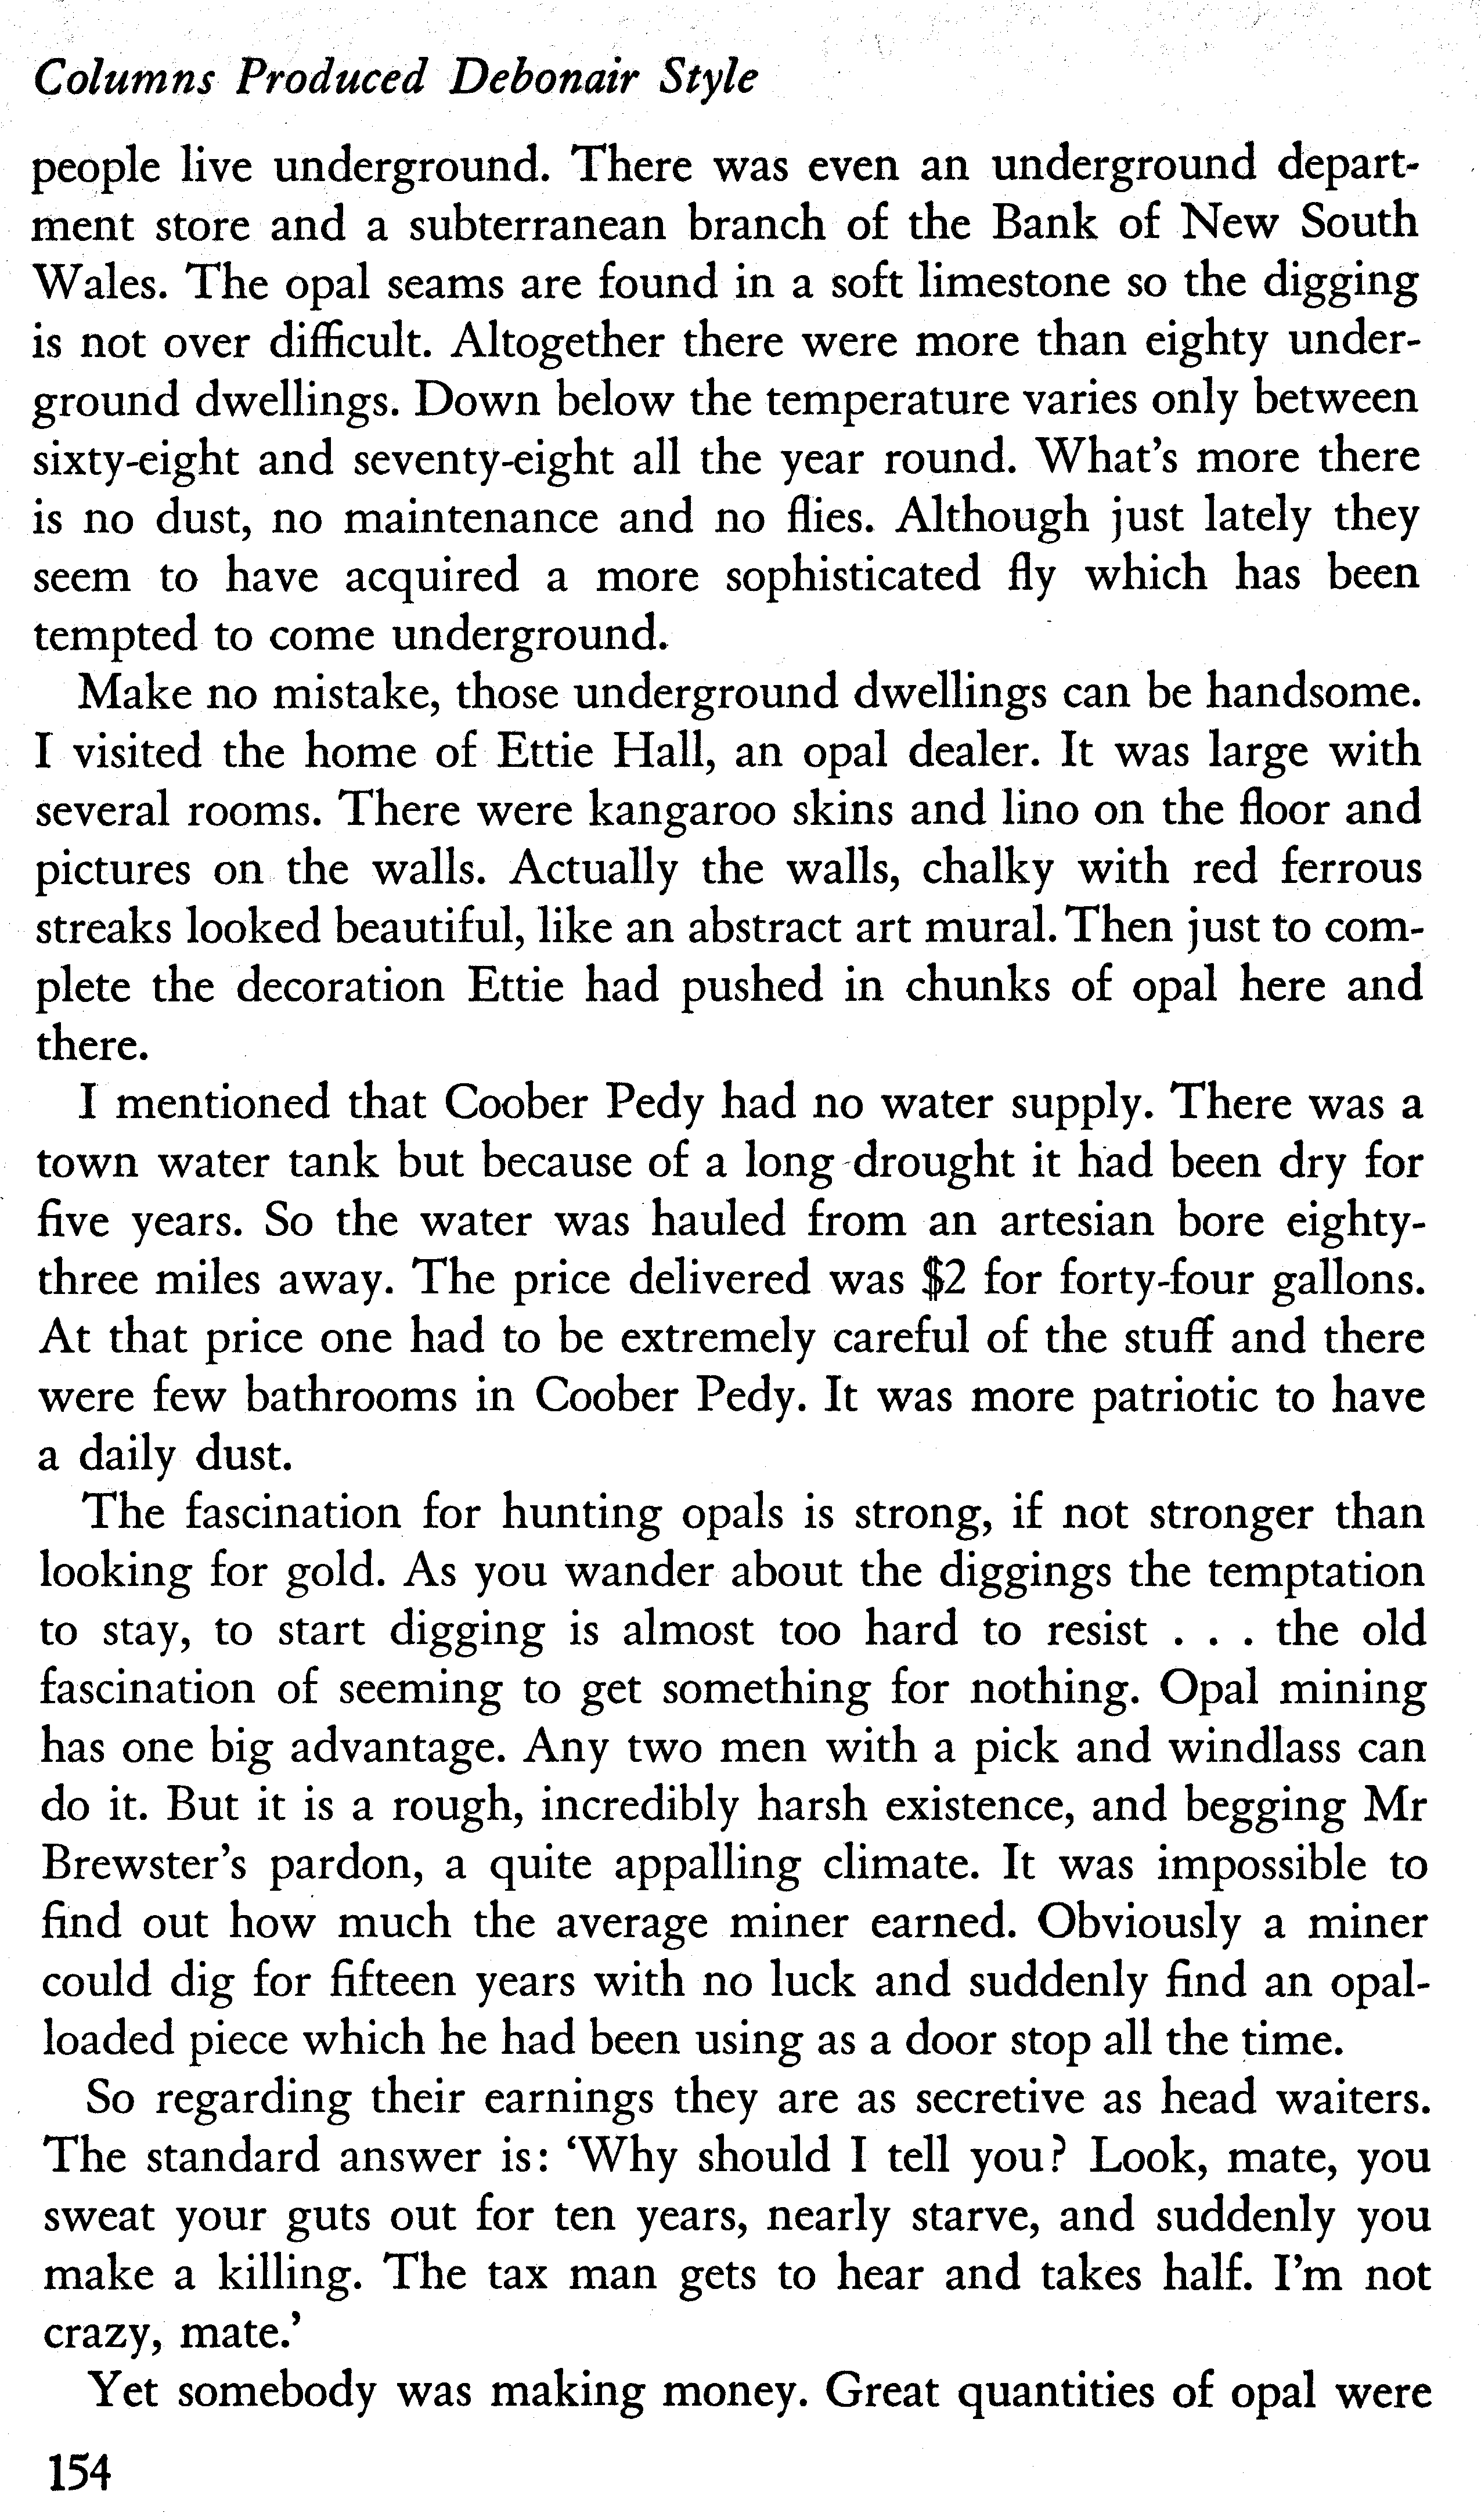 Columns Produced Debonair Style
people live underground. There was even an underground depart-
ment store and a subterranean branch of the Bank of New South
Wales. The opal seams are found in a soft limestone so the digging
is not over difficult. Altogether there were more than eighty under-
ground dwellings. Down below the temperature varies only between
sixty-eight and seventy-eight all the year round. What's more there
is no dust, no maintenance and no flies. Although just lately they
seem to have acquired a more sophisticated fly which has been
tempted to come underground.
Make no mistake, those underground dwellings can be handsome.
I visited the home of Ettie Hall, an opal dealer. It was large with
several rooms. There were kangaroo skins and lino on the floor and
pictures on the walls. Actually the walls, chalky with red ferrous
streaks looked beautiful, like an abstract art mural. Then just to com-
plete the decoration Ettie had pushed in chunks of opal here and
there.
I mentioned that Coober Pedy had no water supply. There was a
town water tank but because of a long drought it had been dry for
five years. So the water was hauled from an artesian bore eighty-
three miles away. The price delivered was $2 for forty-four gallons.
At that price one had to be extremely careful of the stuff and there
were few bathrooms in Coober Pedy. It was more patriotic to have
a daily dust.
The fascination for hunting opals is strong, if not stronger than
looking for gold. As you wander about the diggings the temptation
to stay, to start digging is almost too hard to resist . . . the old
fascination of seeming to get something for nothing. Opal mining
has one big advantage. Any two men with a pick and windlass can
do it. But it is a rough, incredibly harsh existence, and begging Mr
Brewster's pardon, a quite appalling climate. It was impossible to
find out how much the average miner earned. Obviously a miner
could dig for fifteen years with no luck and suddenly find an opal-
loaded piece which he had been using as a door stop all the time.
So regarding their earnings they are as secretive as head waiters.
The standard answer is: 'Why should I tell you? Look, mate, you
sweat your guts out for ten years, nearly starve, and suddenly you
make a killing. The tax man gets to hear and takes half. I'm not
crazy, mate.'
Yet somebody was making money. Great quantities of opal were
154